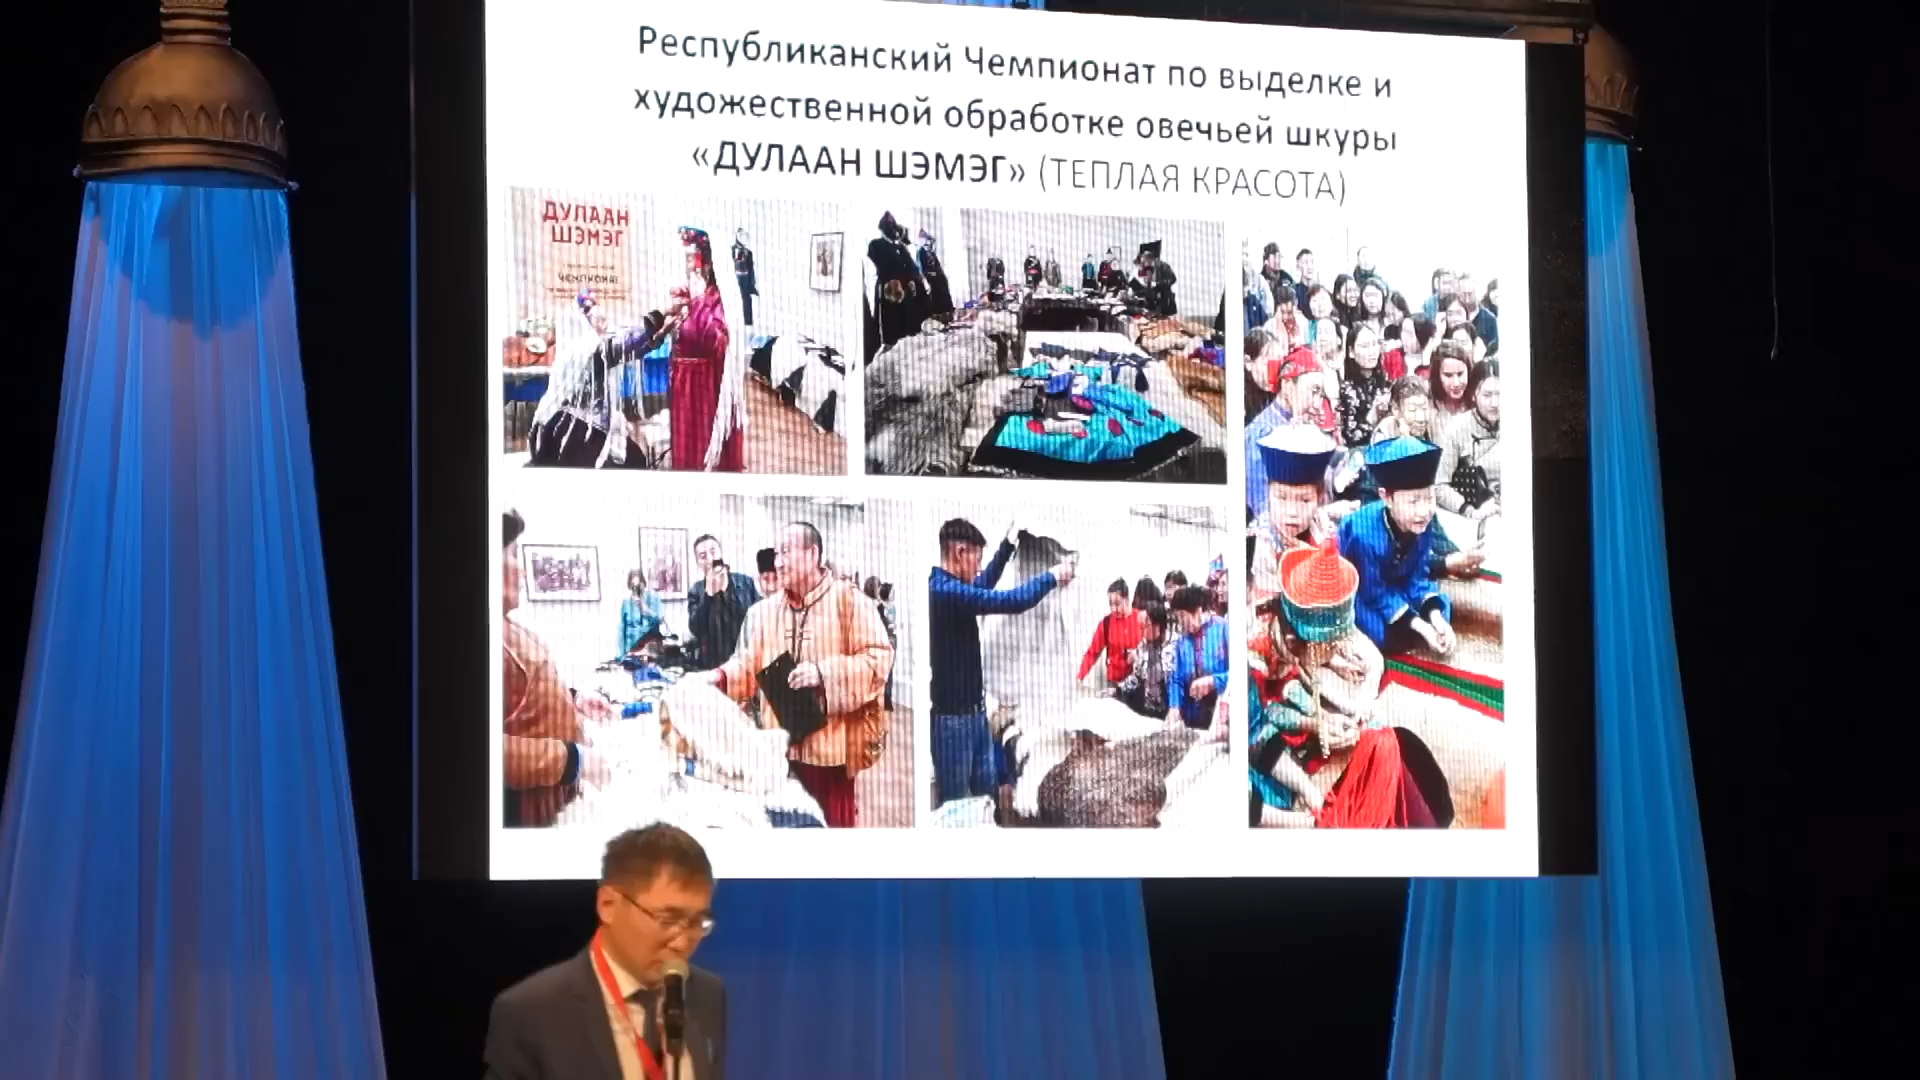 Республиканский Чемпионат по выделке и
художественной обработке овечьей шкуры
«ДУЛААН ШЭМЭГ» (ТЕПЛАЯ КРАСОТА)
ДУЛААН
ШЭМЭГ
ЧЕМПИОНАТ